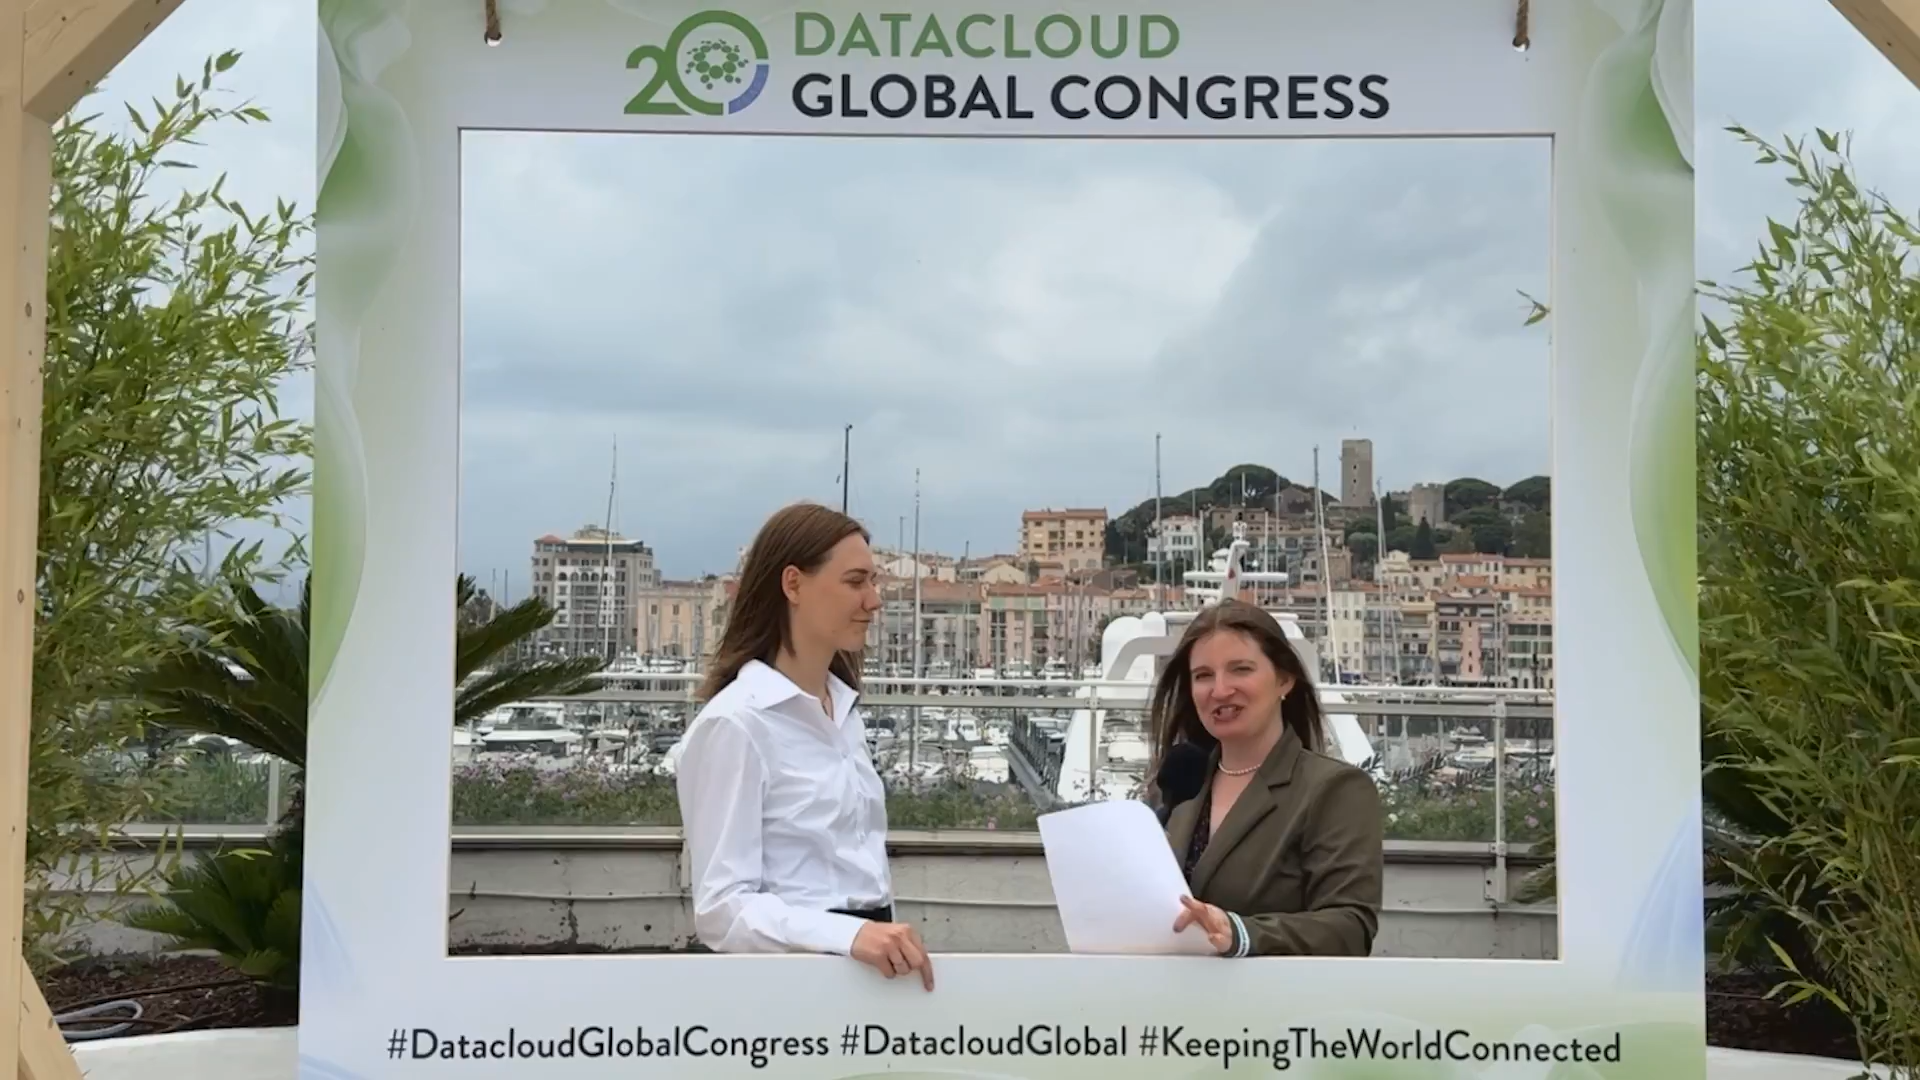 20 DATACLOUD
GLOBAL CONGRESS
#DatacloudGlobalCongress #DatacloudGlobal #KeepingTheWorldConnected